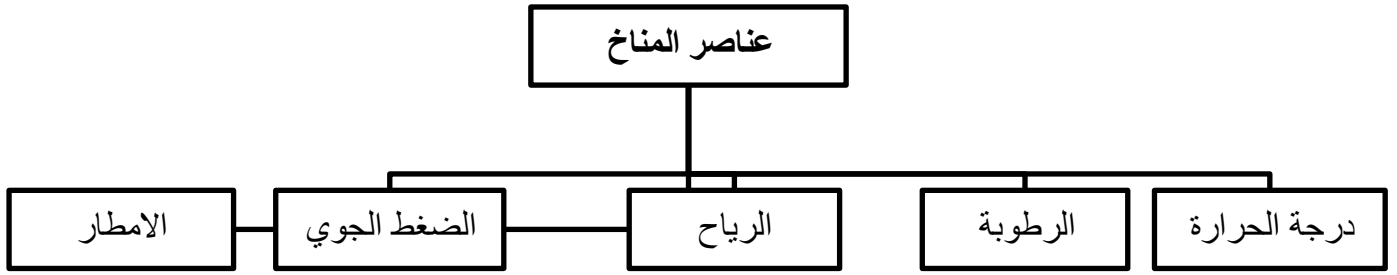 عناصر المناخ
درجة الحرارة
الرطوبة
الرياح
الضغط الجوي
الامطار